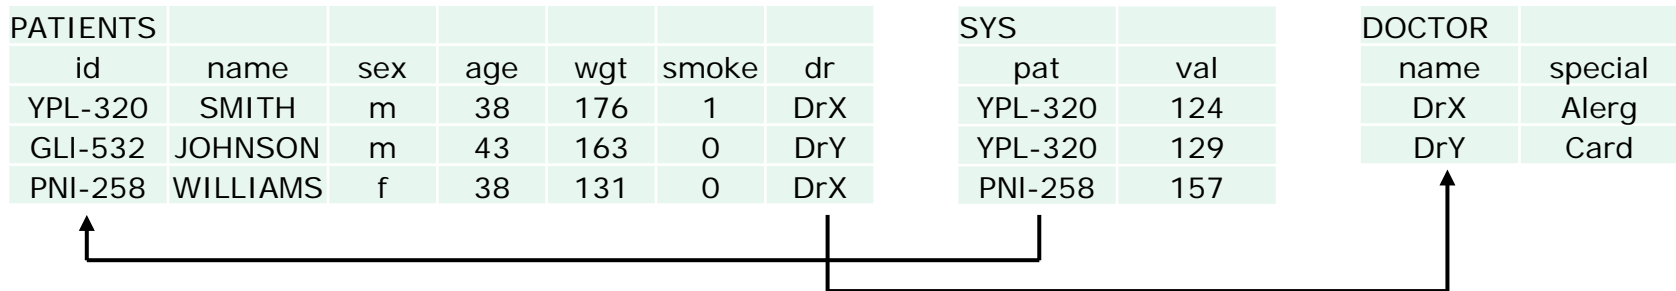 PATIENTS
id name sex age wgt smoke dr
YPL-320 SMITH m 38 176 1 DrX
GLI-532 JOHNSON m 43 163 0 DrY
PNI-258 WILLIAMS f 38 131 0 DrX
SYS
pat val
YPL-320 124
YPL-320 129
PNI-258 157
DOCTOR
name special
DrX Alerg
DrY Card